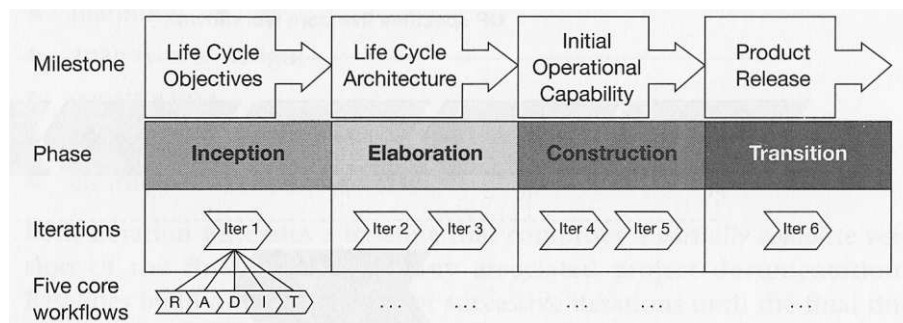 Milestone
Life Cycle
Objectives
Life Cycle
Architecture
Initial
Operational
Capability
Product
Release
Phase
Inception
Elaboration
Construction
Transition
Iterations
Iter 1
Iter 2
Iter 3
Iter 4
Iter 5
Iter 6
Five core
workflows
R A D I T
... ... ... ... ...